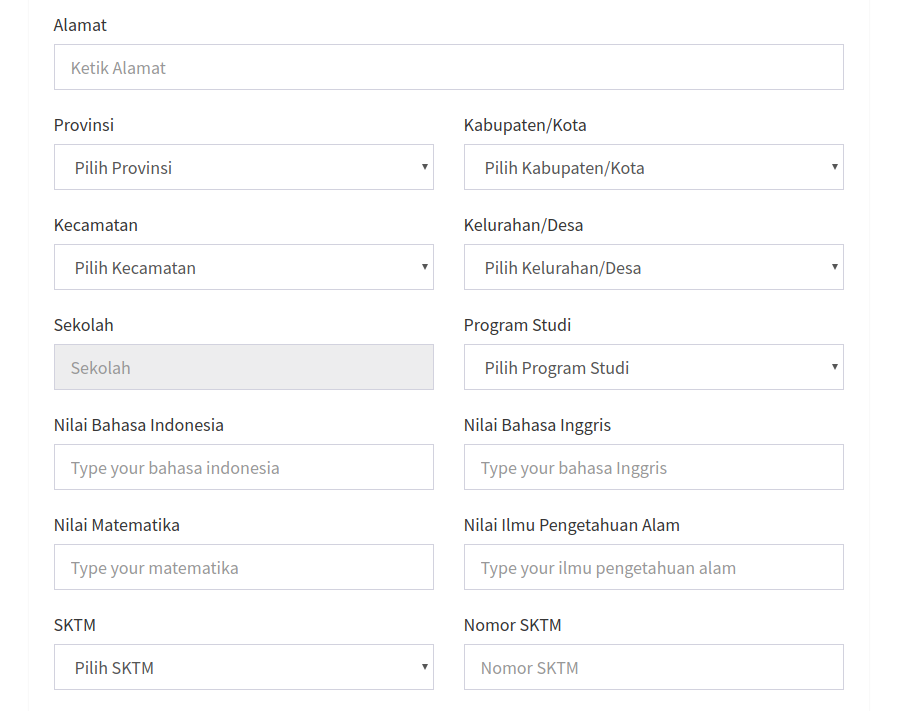 Alamat
Ketik Alamat
Provinsi
Kabupaten/Kota
Pilih Provinsi
Pilih Kabupaten/Kota
Kecamatan
Kelurahan/Desa
Pilih Kecamatan
Pilih Kelurahan/Desa
Sekolah
Program Studi
Sekolah
Pilih Program Studi
Nilai Bahasa Indonesia
Nilai Bahasa Inggris
Type your bahasa indonesia
Type your bahasa Inggris
Nilai Matematika
Nilai Ilmu Pengetahuan Alam
Type your matematika
Type your ilmu pengetahuan alam
SKTM
Nomor SKTM
Pilih SKTM
Nomor SKTM